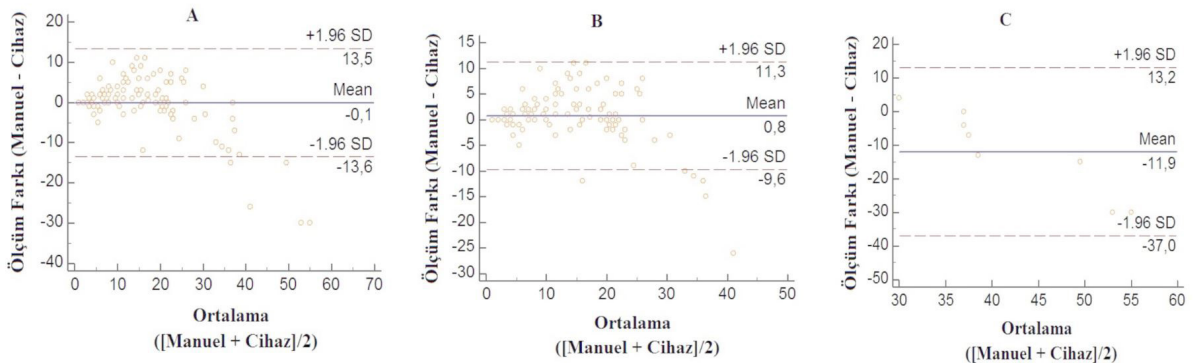 A
Ölçüm Farkı (Manuel - Cihaz)
20
10
0
-10
-20
-30
-40
+1.96 SD
13,5
Mean
-0,1
-1.96 SD
-13,6
0 10 20 30 40 50 60 70
Ortalama
([Manuel + Cihaz]/2)
B
Ölçüm Farkı (Manuel - Cihaz)
15
10
5
0
-5
-10
-15
-20
-25
-30
+1.96 SD
11,3
Mean
0,8
-1.96 SD
-9,6
0 10 20 30 40 50
Ortalama
([Manuel + Cihaz]/2)
C
Ölçüm Farkı (Manuel - Cihaz)
20
10
0
-10
-20
-30
-40
-50
+1.96 SD
13,2
Mean
-11,9
-1.96 SD
-37,0
30 35 40 45 50 55 60
Ortalama
([Manuel + Cihaz]/2)